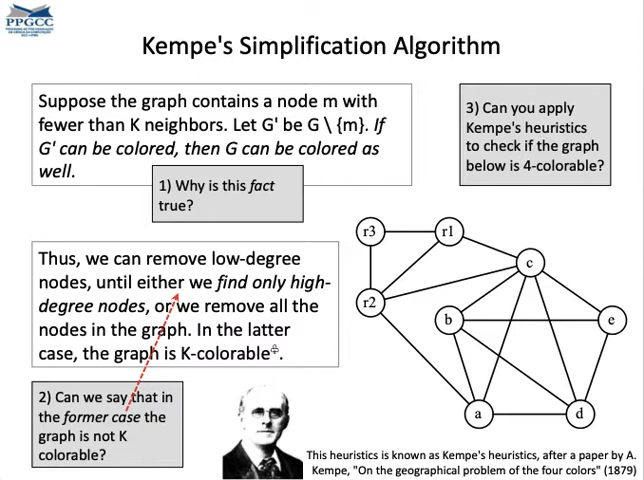 PPGCC
Kempe's Simplification Algorithm
Suppose the graph contains a node m with
fewer than K neighbors. Let G' be G \ {m}. If
G' can be colored, then G can be colored as
well.
1) Why is this fact
true?
3) Can you apply
Kempe's heuristics
to check if the graph
below is 4-colorable?
Thus, we can remove low-degree
nodes, until either we find only high-
degree nodes, or we remove all the
nodes in the graph. In the latter
case, the graph is K-colorable♧.
2) Can we say that in
the former case the
graph is not K
colorable?
r3
r1
c
r2
b
e
a
d
This heuristics is known as Kempe's heuristics, after a paper by A.
Kempe, "On the geographical problem of the four colors" (1879)